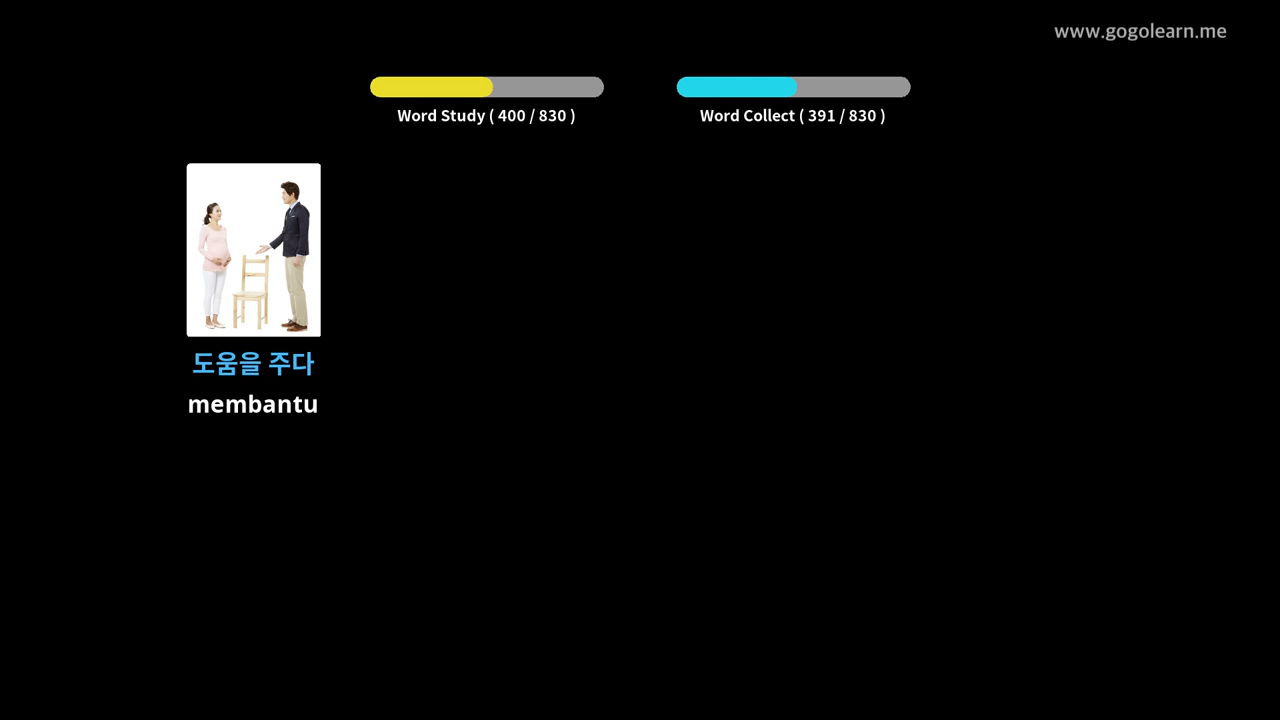 www.gogolearn.me
Word Study ( 400 / 830 )
Word Collect ( 391 / 830 )
도움을 주다
membantu